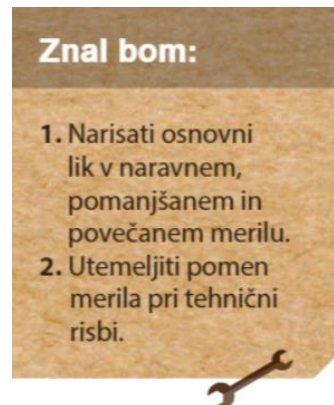 Znal bom:
1. Narisati osnovni
lik v naravnem,
pomanjšanem in
povečanem merilu.
2. Utemeljiti pomen
merila pri tehnični
risbi.